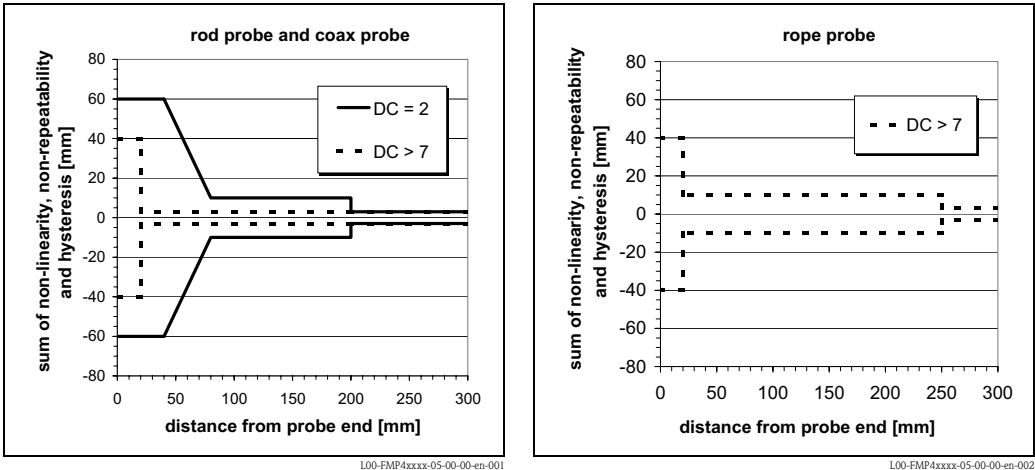 rod probe and coax probe
sum of non-linearity, non-repeatability
and hysteresis [mm]
80
60
40
20
0
-20
-40
-60
-80
DC = 2
DC > 7
0 50 100 150 200 250 300
distance from probe end [mm]
L00-FMP4xxxx-05-00-00-en-001
rope probe
sum of non-linearity, non-repeatability
and hysteresis [mm]
80
60
40
20
0
-20
-40
-60
-80
DC > 7
0 50 100 150 200 250 300
distance from probe end [mm]
L00-FMP4xxxx-05-00-00-en-002